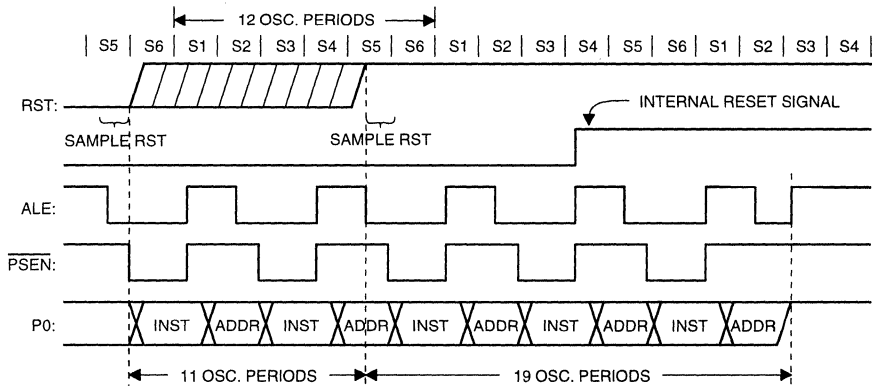 12 OSC. PERIODS
S5 | S6 | S1 | S2 | S3 | S4 | S5 | S6 | S1 | S2 | S3 | S4 | S5 | S6 | S1 | S2 | S3 | S4
RST:
INTERNAL RESET SIGNAL
SAMPLE RST SAMPLE RST
ALE:
PSEN:
P0: INST ADDR INST ADDR INST ADDR INST ADDR INST ADDR
11 OSC. PERIODS 19 OSC. PERIODS